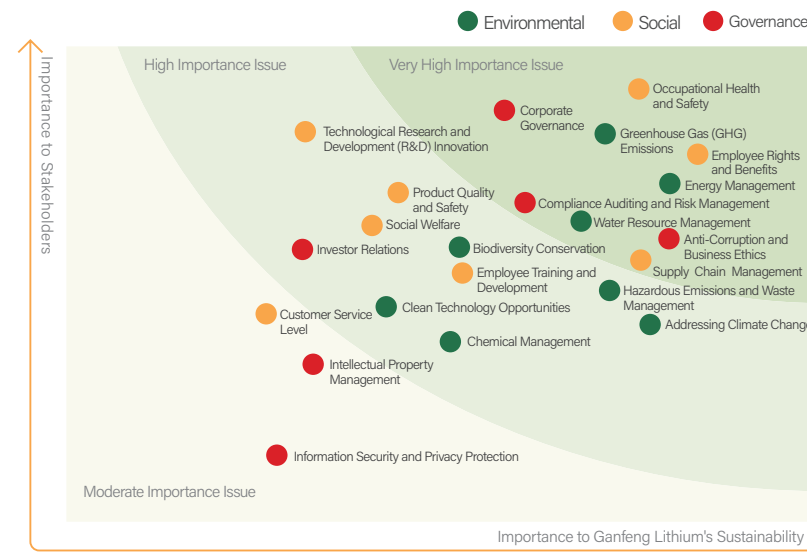 Environmental
Social
Governance
Importance to Stakeholders
High Importance Issue
Very High Importance Issue
Occupational Health
and Safety
Corporate
Governance
Technological Research and
Development (R&D) Innovation
Greenhouse Gas (GHG)
Emissions
Employee Rights
and Benefits
Energy Management
Product Quality
and Safety
Compliance Auditing and Risk Management
Social Welfare
Water Resource Management
Anti-Corruption and
Business Ethics
Investor Relations
Biodiversity Conservation
Supply Chain Management
Employee Training and
Development
Hazardous Emissions and Waste
Management
Clean Technology Opportunities
Customer Service
Level
Addressing Climate Change
Chemical Management
Intellectual Property
Management
Information Security and Privacy Protection
Moderate Importance Issue
Importance to Ganfeng Lithium's Sustainability